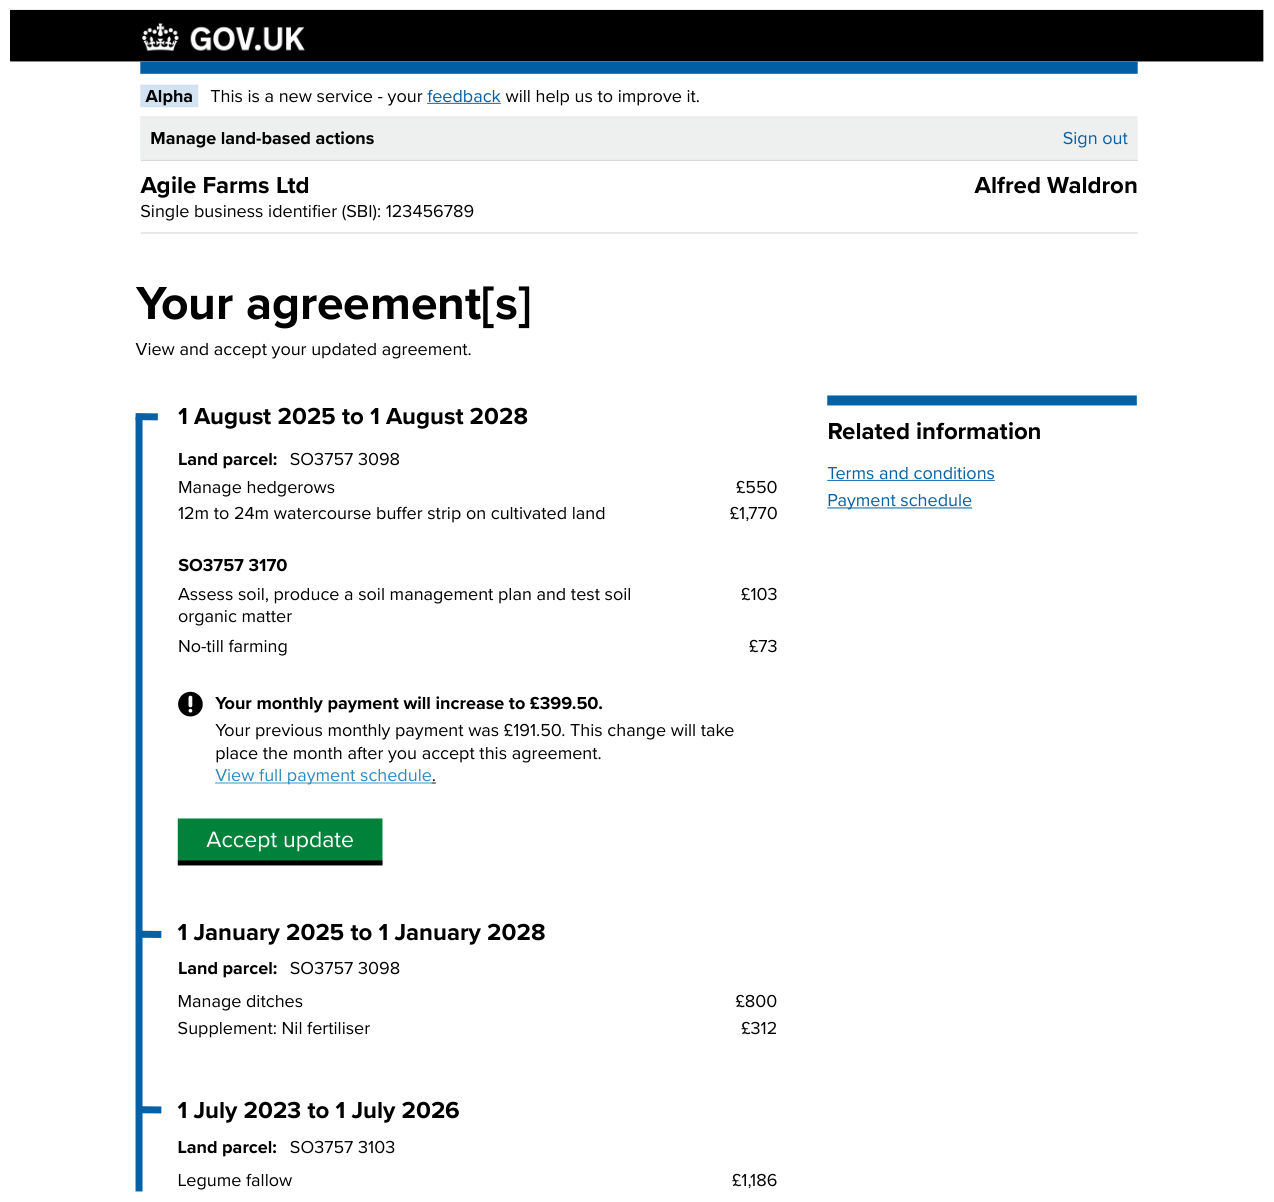 GOV.UK
Alpha This is a new service - your feedback will help us to improve it.
Manage land-based actions Sign out
Agile Farms Ltd Alfred Waldron
Single business identifier (SBI): 123456789
Your agreement[s]
View and accept your updated agreement.
1 August 2025 to 1 August 2028
Land parcel: SO3757 3098
Manage hedgerows £550
12m to 24m watercourse buffer strip on cultivated land £1,770
SO3757 3170
Assess soil, produce a soil management plan and test soil £103
organic matter
No-till farming £73
Your monthly payment will increase to £399.50.
Your previous monthly payment was £191.50. This change will take
place the month after you accept this agreement.
View full payment schedule.
Accept update
1 January 2025 to 1 January 2028
Land parcel: SO3757 3098
Manage ditches £800
Supplement: Nil fertiliser £312
1 July 2023 to 1 July 2026
Land parcel: SO3757 3103
Legume fallow £1,186
Related information
Terms and conditions
Payment schedule